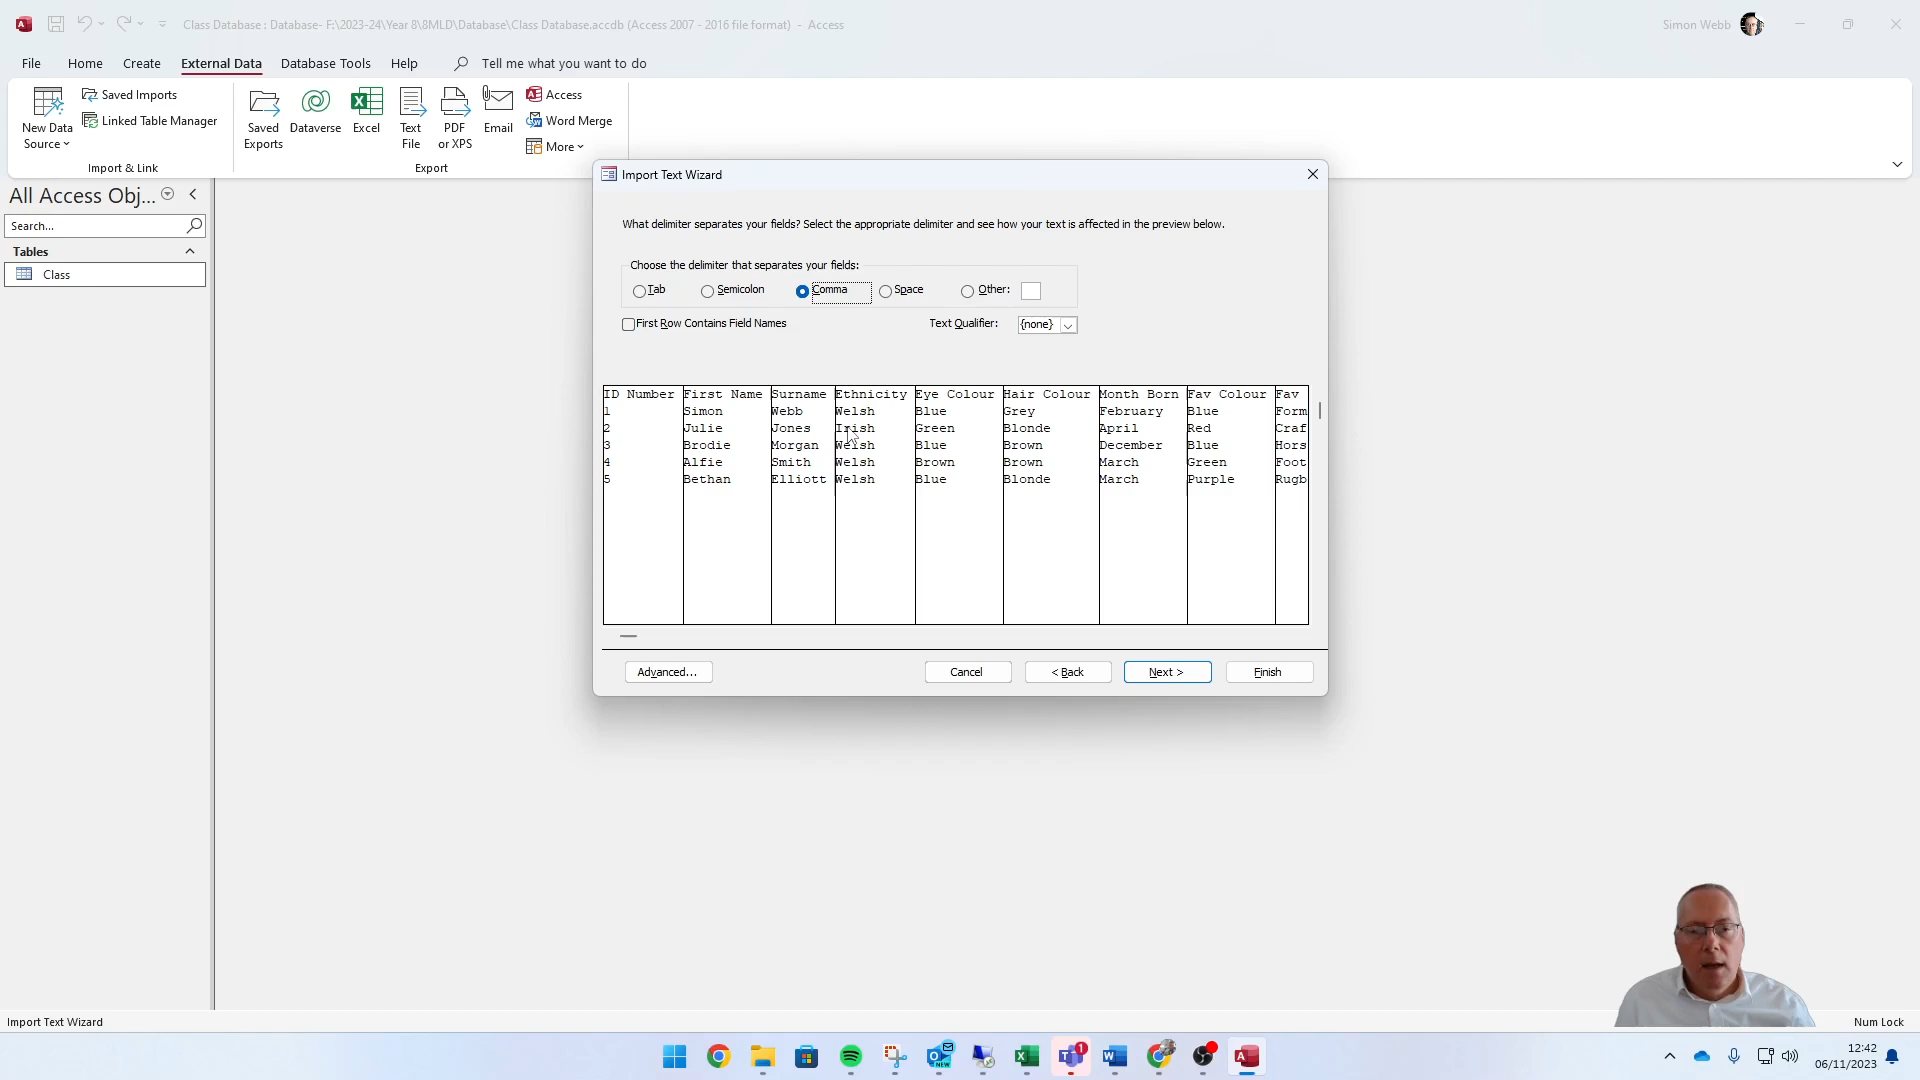 Class Database : Database- F:\2023-24\Year 8\8MLD\Database\Class Database.accdb (Access 2007 - 2016 file format) - Access
Simon Webb
File Home Create External Data Database Tools Help Tell me what you want to do
New Data Source
Saved Imports
Linked Table Manager
Import & Link
Saved Exports
Dataverse
Excel
Text File
PDF or XPS
Email
Access
Word Merge
More
Export
All Access Obj...
Search...
Tables
Class
Import Text Wizard
What delimiter separates your fields? Select the appropriate delimiter and see how your text is affected in the preview below.
Choose the delimiter that separates your fields:
Tab Semicolon Comma Space Other:
First Row Contains Field Names Text Qualifier: {none}
ID Number First Name Surname Ethnicity Eye Colour Hair Colour Month Born Fav Colour Fav
1 Simon Webb Welsh Blue Grey February Blue Form
2 Julie Jones Irish Green Blonde April Red Craf
3 Brodie Morgan Welsh Blue Brown December Blue Hors
4 Alfie Smith Welsh Brown Brown March Green Foot
5 Bethan Elliott Welsh Blue Blonde March Purple Rugb
Advanced... Cancel < Back Next > Finish
Import Text Wizard
Num Lock
NEW
1
12:42
06/11/2023